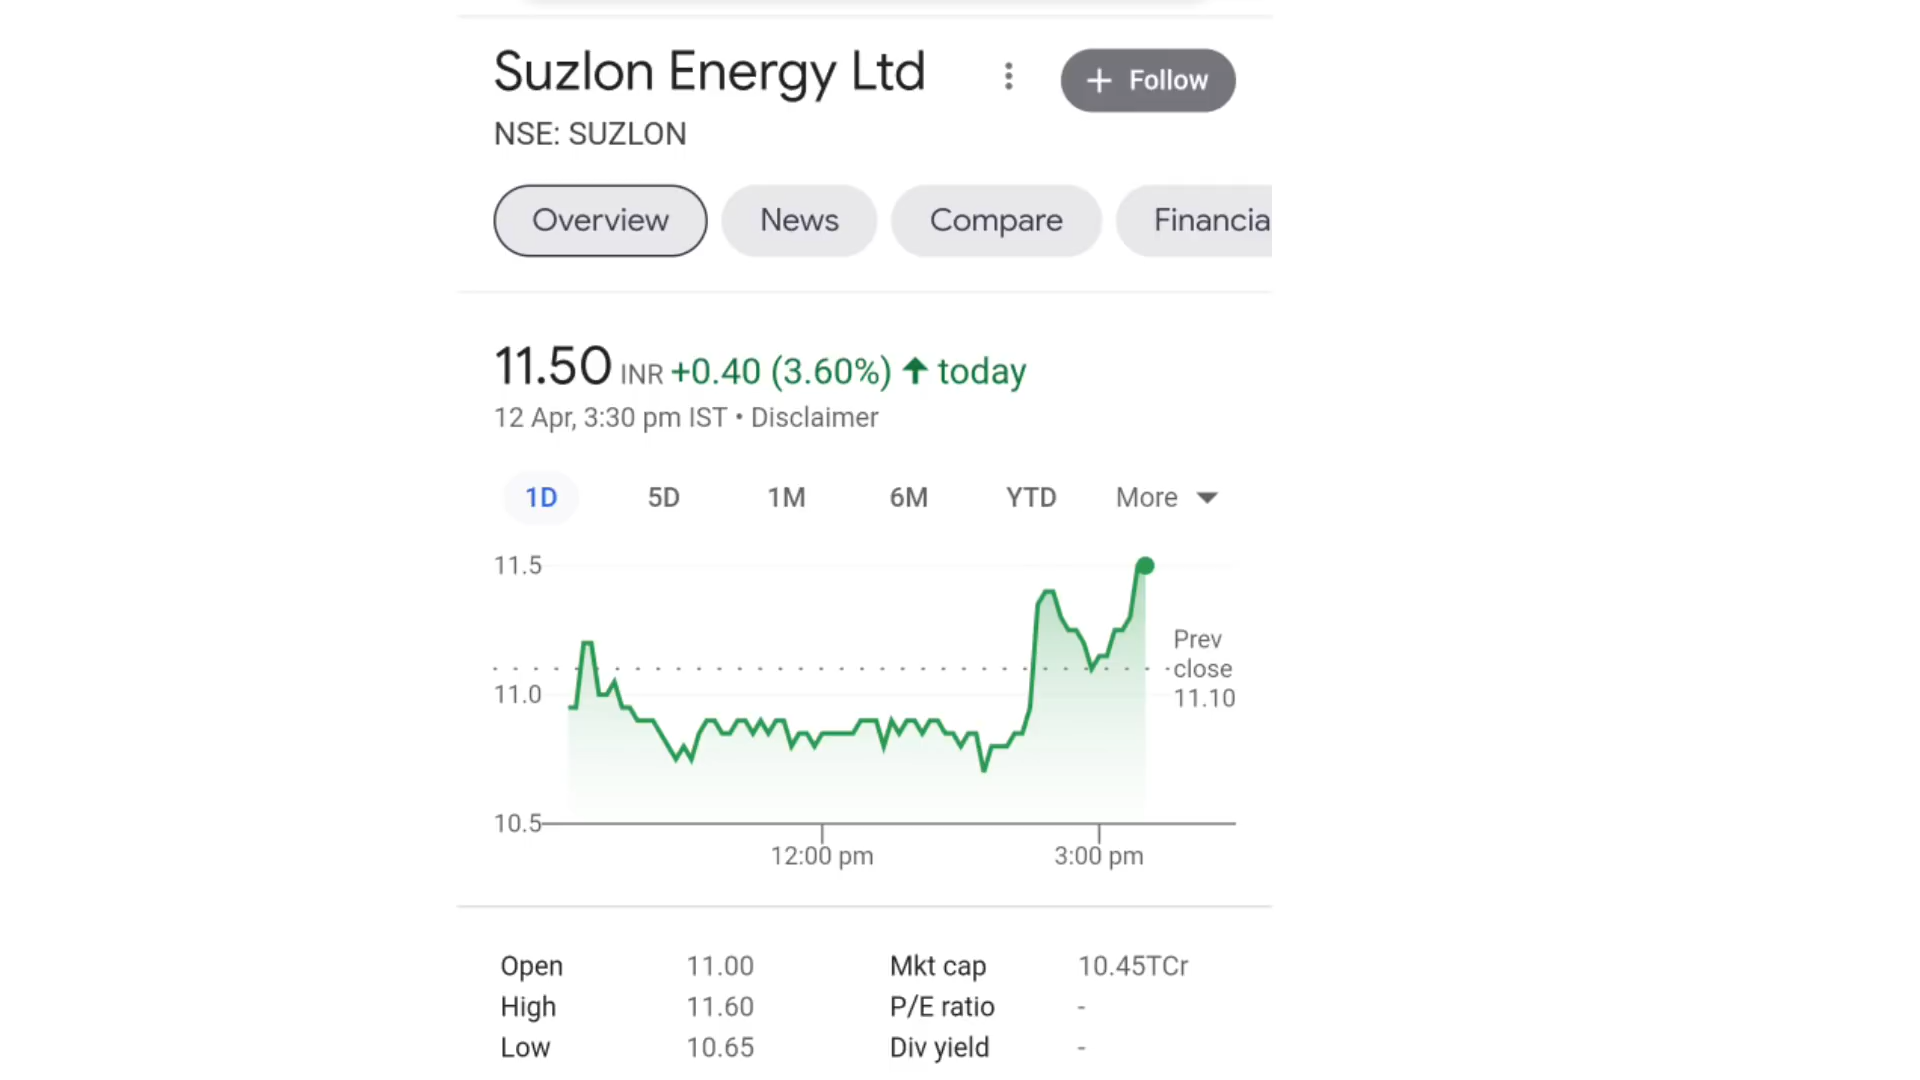 Suzlon Energy Ltd
+ Follow
NSE: SUZLON
Overview News Compare Financia
11.50 INR +0.40 (3.60%) ↑ today
12 Apr, 3:30 pm IST • Disclaimer
1D 5D 1M 6M YTD More
11.5
11.0
10.5
Prev
close
11.10
12:00 pm 3:00 pm
Open 11.00 Mkt cap 10.45TCr
High 11.60 P/E ratio -
Low 10.65 Div yield -